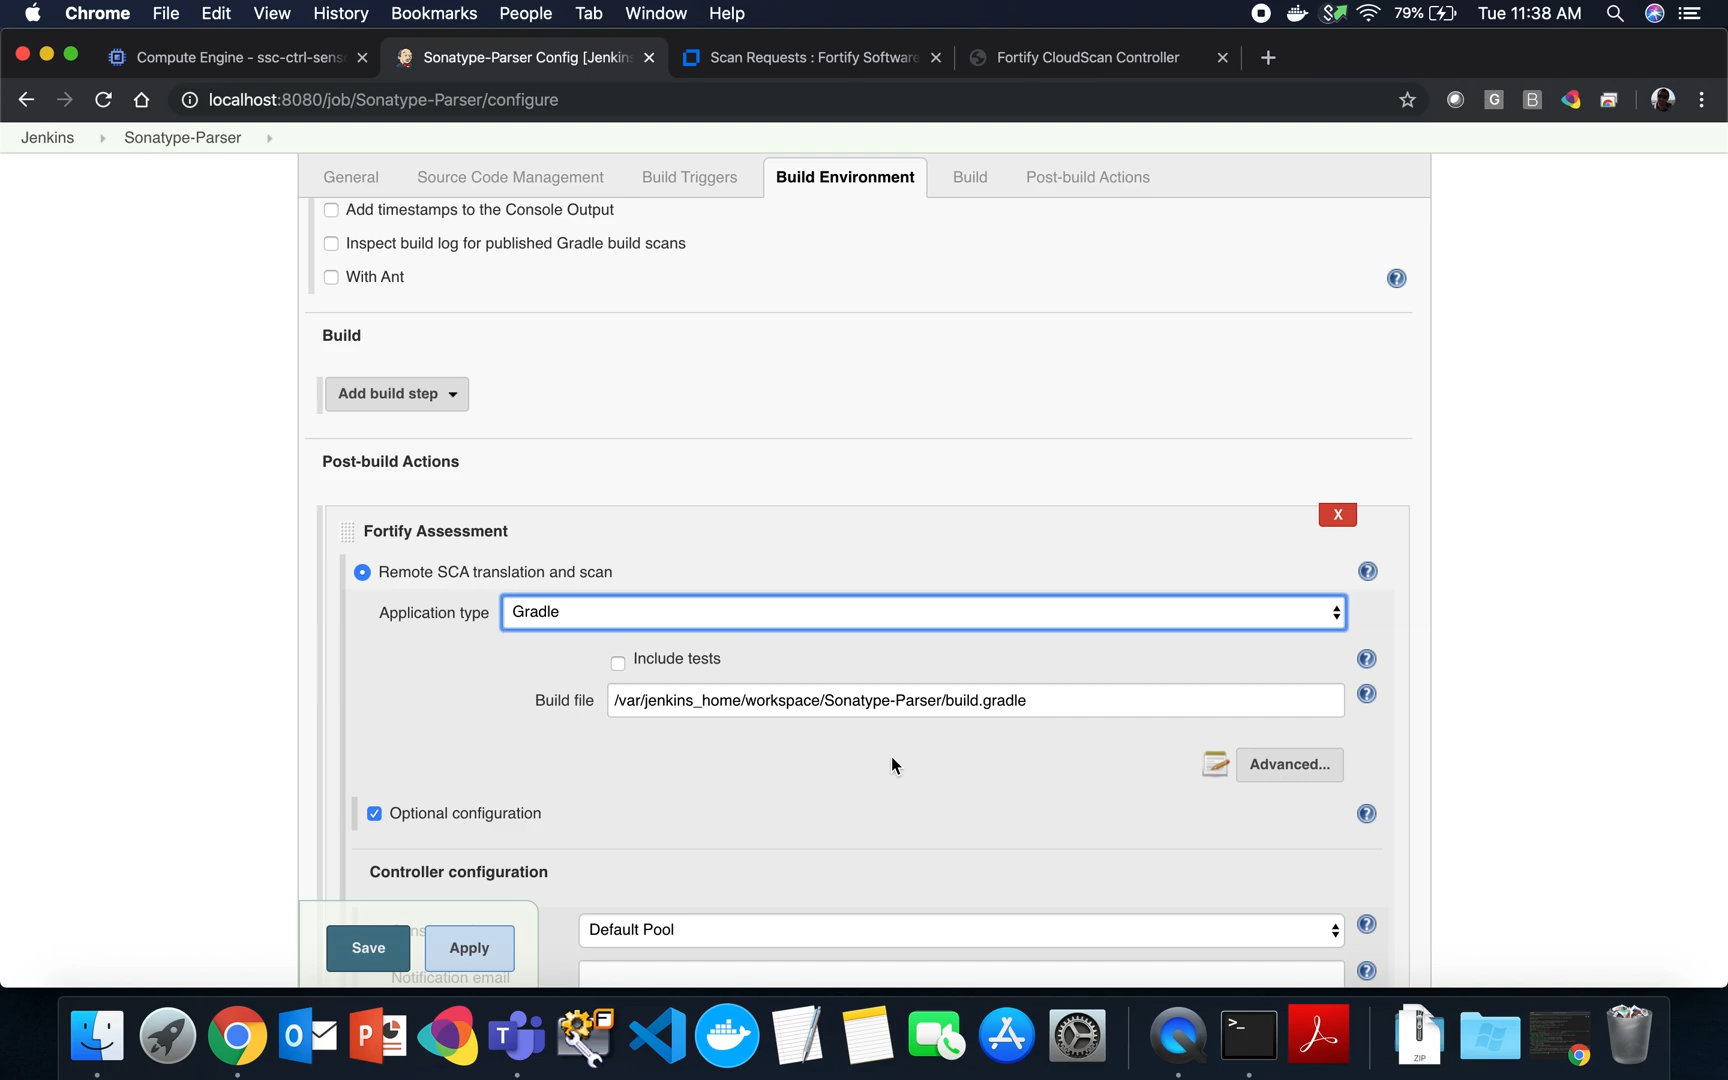 Chrome File Edit View History Bookmarks People Tab Window Help 79% Tue 11:38 AM
Compute Engine - ssc-ctrl-sens Sonatype-Parser Config [Jenkins Scan Requests : Fortify Software Fortify CloudScan Controller
localhost:8080/job/Sonatype-Parser/configure G B
Jenkins Sonatype-Parser
General Source Code Management Build Triggers Build Environment Build Post-build Actions
Add timestamps to the Console Output
Inspect build log for published Gradle build scans
With Ant
Build
Add build step
Post-build Actions
X
Fortify Assessment
Remote SCA translation and scan
Application type Gradle
Include tests
Build file /var/jenkins_home/workspace/Sonatype-Parser/build.gradle
Advanced...
Optional configuration
Controller configuration
Default Pool
Save Apply
Notification email
ZIP